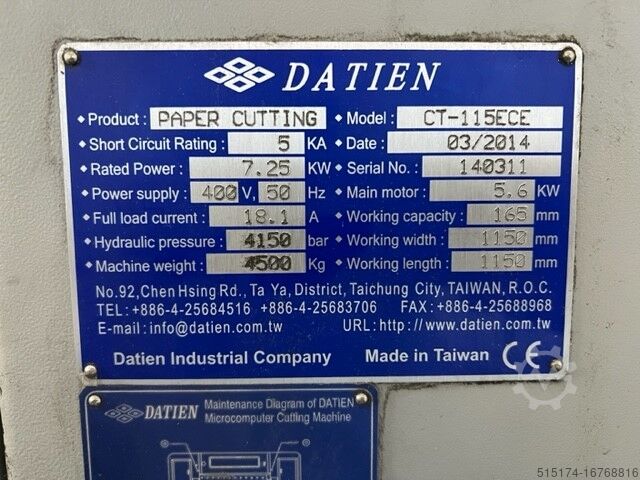 DATIEN
Product : PAPER CUTTING Model : CT-115ECE
Short Circuit Rating : 5 KA Date : 03/2014
Rated Power : 7.25 KW Serial No. : 140311
Power supply : 400 V, 50 Hz Main motor : 5.6 KW
Full load current : 18.1 A Working capacity : 165 mm
Hydraulic pressure : 4150 bar Working width : 1150 mm
Machine weight : 4500 Kg Working length : 1150 mm
No.92,Chen Hsing Rd., Ta Ya, District, Taichung City, TAIWAN, R.O.C.
TEL:+886-4-25684516 +886-4-25683706 FAX:+886-4-25688968
E-mail:info@datien.com.tw URL:http://www.datien.com.tw
Datien Industrial Company Made in Taiwan CE
DATIEN Maintenance Diagram of DATIEN
Microcomputer Cutting Machine
515174-16768816